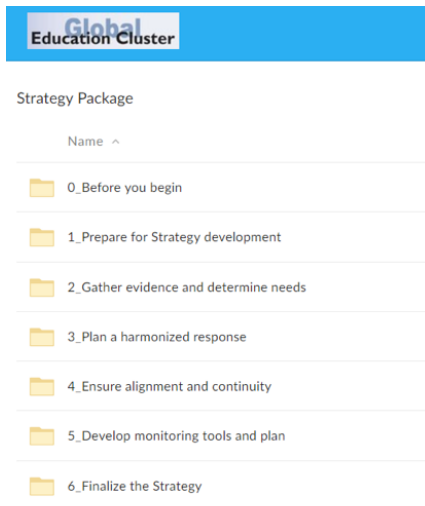 Global
Education Cluster
Strategy Package
Name
0_Before you begin
1_Prepare for Strategy development
2_Gather evidence and determine needs
3_Plan a harmonized response
4_Ensure alignment and continuity
5_Develop monitoring tools and plan
6_Finalize the Strategy